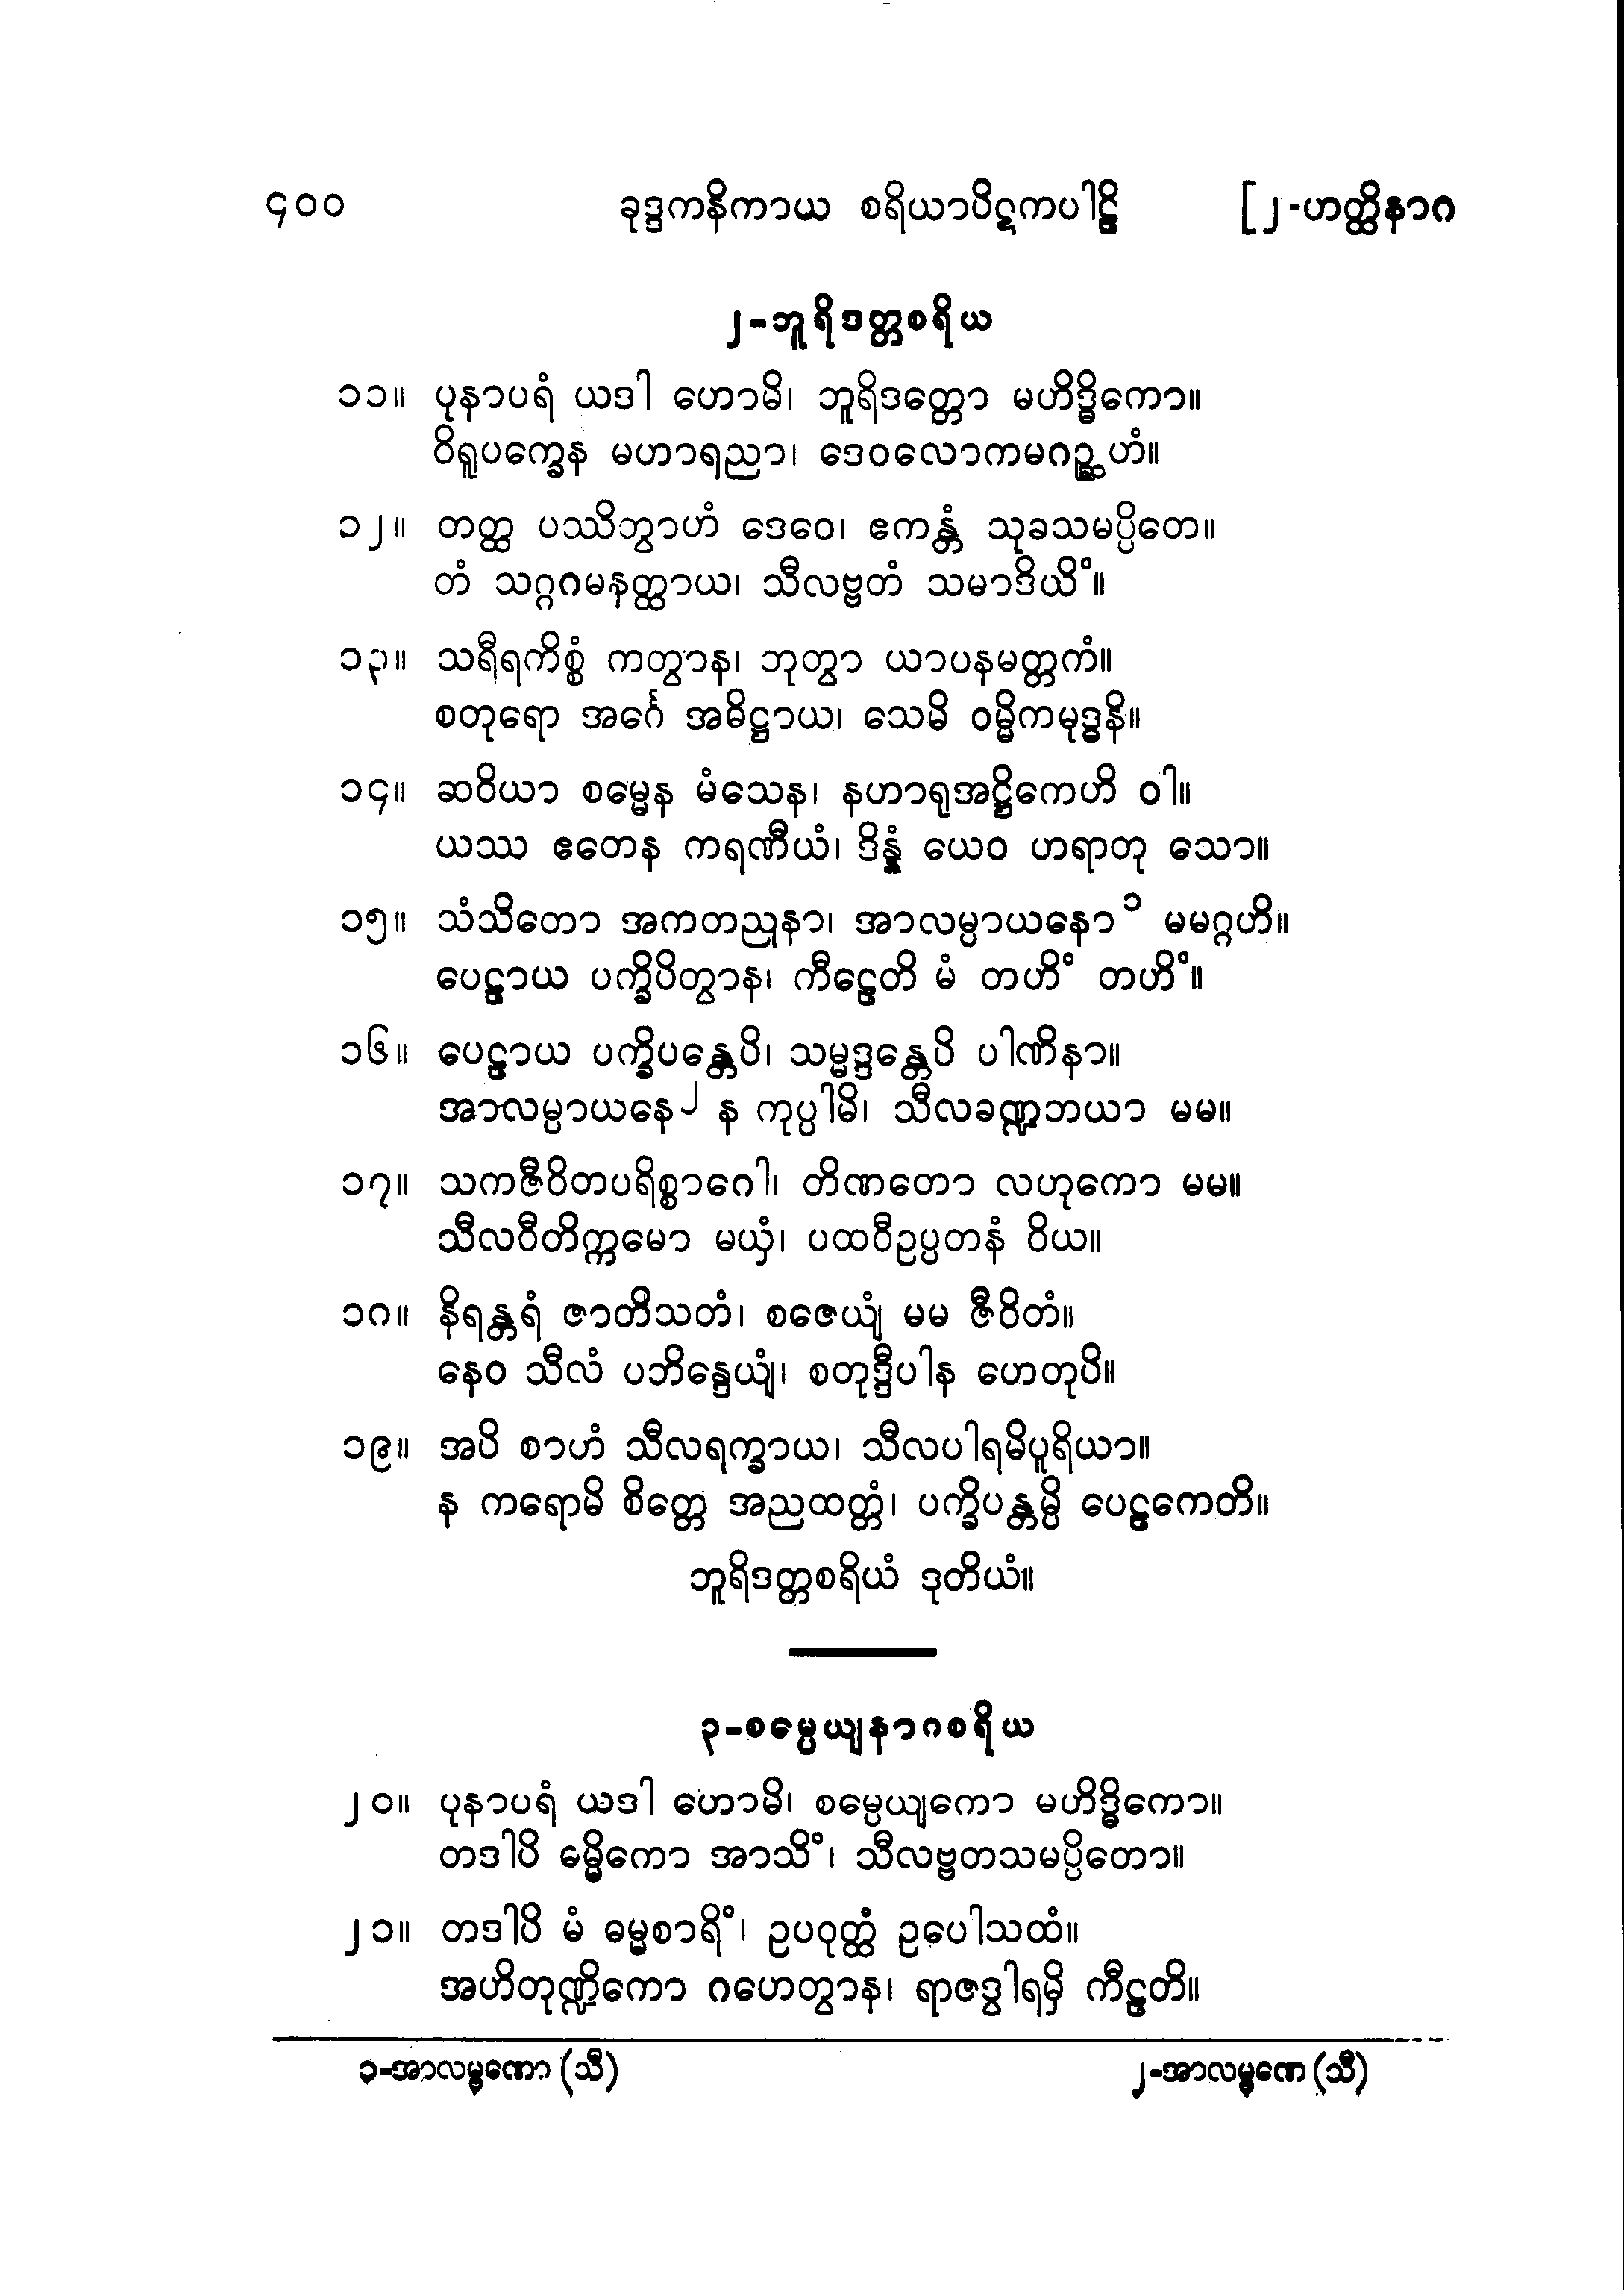 ၄၀၀ ခုဒ္ဒကနိကာယ စရိယာပိဋကပါဠိ [၂-ဟတ္ထိနာဂ
၂-ဘူရိဒတ္တစရိယ
၁၁။ ပုနာပရံ ယဒါ ဟောမိ၊ ဘူရိဒတ္တော မဟိဒ္ဓိကော။
ဝိရူပက္ခေန မဟာရညာ၊ ဒေဝလောကမဂဉ္ဆဟံ။
၁၂။ တတ္ထ ပဿိတွာဟံ ဒေဝေ၊ ဧကန္တံ သုခသမပ္ပိတေ။
တံ သဂ္ဂဂမနတ္ထာယ၊ သီလဗ္ဗတံ သမာဒိယိံ။
၁၃။ သရီရကိစ္စံ ကတွာန၊ ဘုတွာ ယာပနမတ္တကံ။
စတုရော အင်္ဂေ အဓိဋ္ဌာယ၊ သေမိ ဝမ္မိကမုဒ္ဓနိ။
၁၄။ ဆဝိယာ စမ္မေန မံသေန၊ နဟာရုအဋ္ဌိကေဟိ ဝါ။
ယဿ ဧတေန ကရဏီယံ၊ ဒိန္နံ ယေဝ ဟရာတု သော။
၁၅။ သံသိတော အကတညုနာ၊ အာလမ္ပာယနော ၁ မမဂ္ဂဟိ။
ပေဠာယ ပက္ခိပိတွာန၊ ကီဠေတိ မံ တဟိံ တဟိံ။
၁၆။ ပေဠာယ ပက္ခိပန္တေပိ၊ သမ္မဒ္ဒန္တေပိ ပါဏိနာ။
အာလမ္ပာယနေ ၂ န ကုပ္ပါမိ၊ သီလခဏ္ဍဘယာ မမ။
၁၇။ သကဇီဝိတပရိစ္စာဂေါ၊ တိဏတော လဟုကော မမ။
သီလဝီတိက္ကမော မယှံ၊ ပထဝီဥပ္ပတနံ ဝိယ။
၁၈။ နိရန္တရံ ဇာတိသတံ၊ စဇေယျံ မမ ဇီဝိတံ။
နေဝ သီလံ ပဘိန္ဒေယျံ၊ စတုဒ္ဒီပါန ဟေတုပိ။
၁၉။ အပိ စာဟံ သီလရက္ခာယ၊ သီလပါရမိပူရိယာ။
န ကရောမိ စိတ္တေ အညထတ္တံ၊ ပက္ခိပန္တမ္ပိ ပေဠကေတိ။
ဘူရိဒတ္တစရိယံ ဒုတိယံ။
၃-စမ္ပေယျနာဂစရိယ
၂၀။ ပုနာပရံ ယဒါ ဟောမိ၊ စမ္ပေယျကော မဟိဒ္ဓိကော။
တဒါပိ ဓမ္မိကော အာသိံ၊ သီလဗ္ဗတသမပ္ပိတော။
၂၁။ တဒါပိ မံ ဓမ္မစာရိံ၊ ဥပဝုတ္ထံ ဥပေါသထံ။
အဟိတုဏ္ဍိကော ဂဟေတွာန၊ ရာဇဒွါရမှိ ကီဠတိ။
၁-အာလမ္ဗဏော (သီ) ၂-အာလမ္ဗဏေ (သီ)